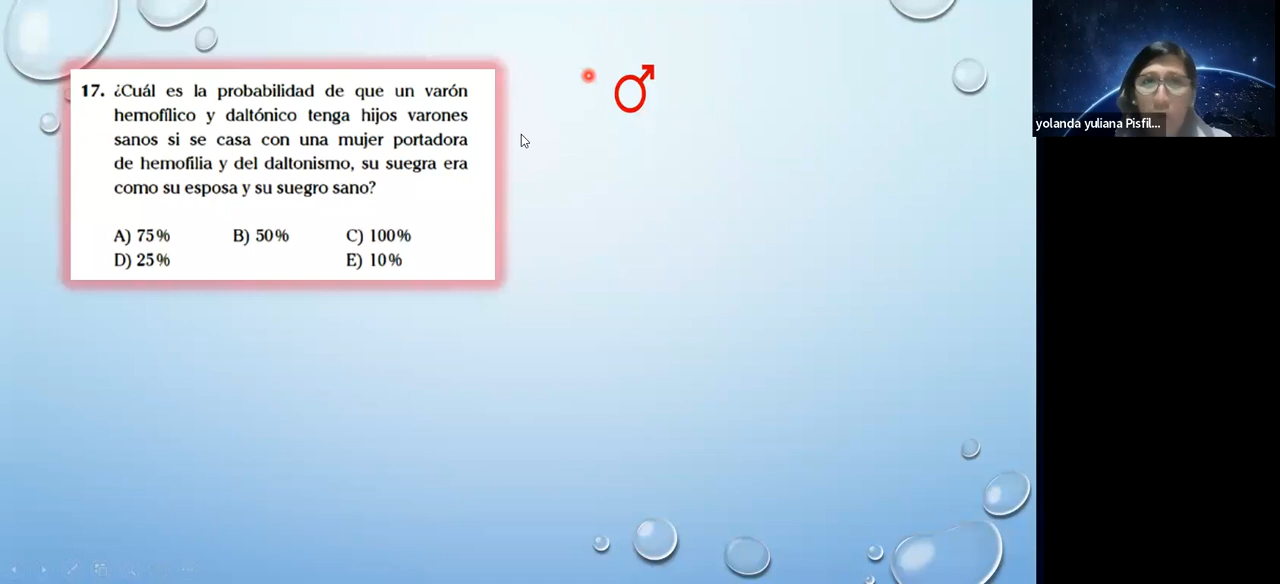 17. ¿Cuál es la probabilidad de que un varón
hemofílico y daltónico tenga hijos varones
sanos si se casa con una mujer portadora
de hemofilia y del daltonismo, su suegra era
como su esposa y su suegro sano?
A) 75% B) 50% C) 100%
D) 25% E) 10%
yolanda yuliana Pisfil...